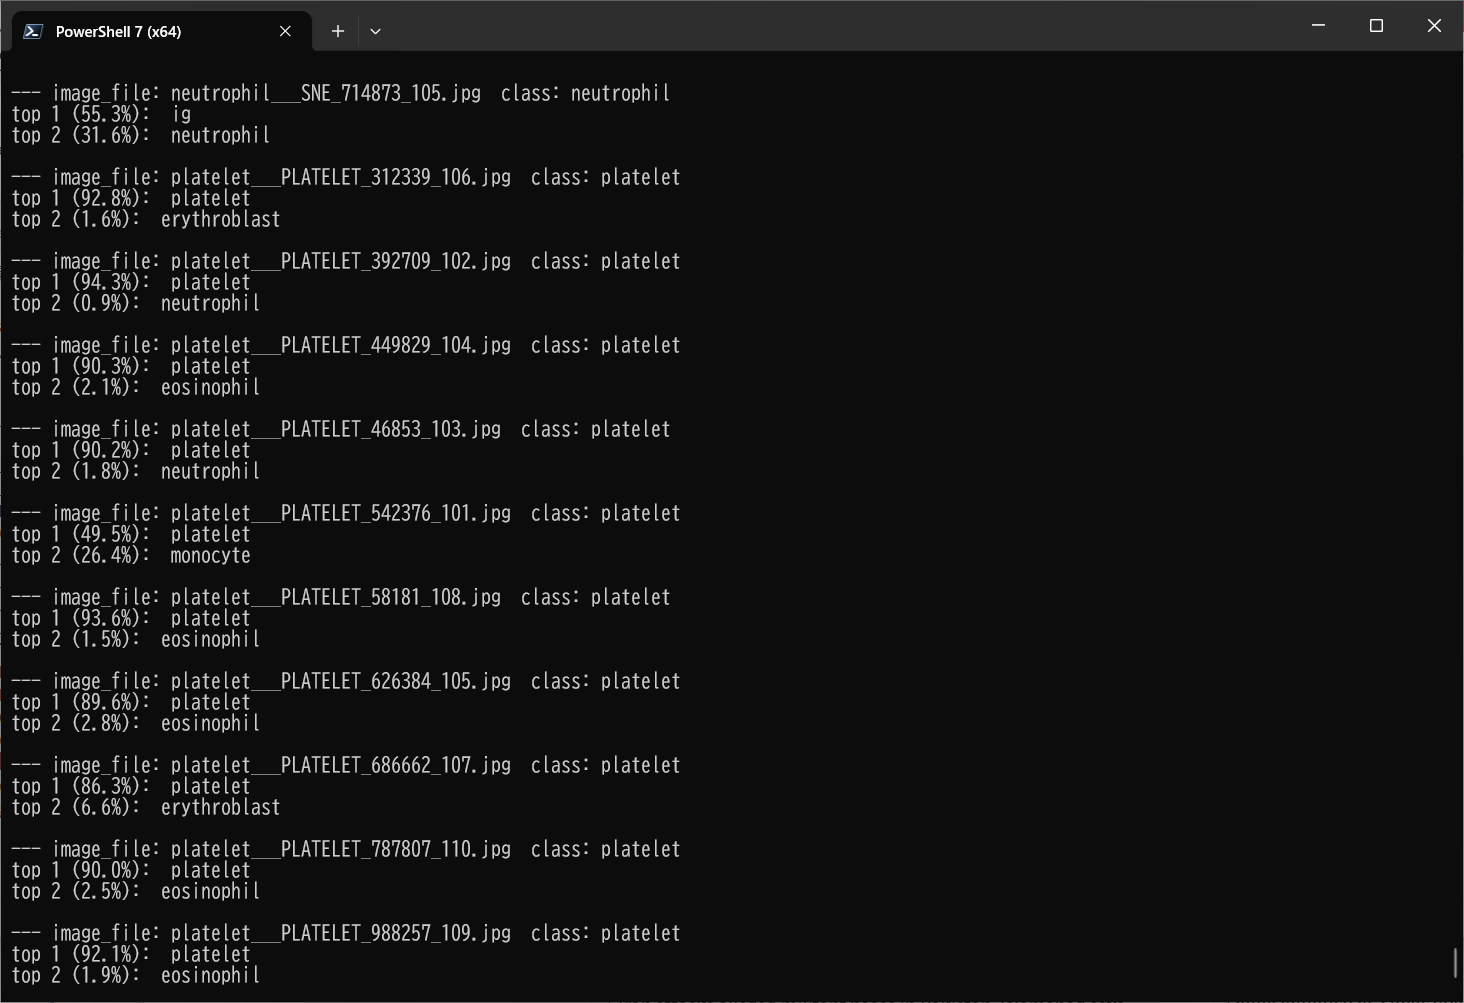 PowerShell 7 (x64)
--- image_file: neutrophil___SNE_714873_105.jpg  class: neutrophil
top 1 (55.3%):  ig
top 2 (31.6%):  neutrophil
--- image_file: platelet___PLATELET_312339_106.jpg  class: platelet
top 1 (92.8%):  platelet
top 2 (1.6%):  erythroblast
--- image_file: platelet___PLATELET_392709_102.jpg  class: platelet
top 1 (94.3%):  platelet
top 2 (0.9%):  neutrophil
--- image_file: platelet___PLATELET_449829_104.jpg  class: platelet
top 1 (90.3%):  platelet
top 2 (2.1%):  eosinophil
--- image_file: platelet___PLATELET_46853_103.jpg  class: platelet
top 1 (90.2%):  platelet
top 2 (1.8%):  neutrophil
--- image_file: platelet___PLATELET_542376_101.jpg  class: platelet
top 1 (49.5%):  platelet
top 2 (26.4%):  monocyte
--- image_file: platelet___PLATELET_58181_108.jpg  class: platelet
top 1 (93.6%):  platelet
top 2 (1.5%):  eosinophil
--- image_file: platelet___PLATELET_626384_105.jpg  class: platelet
top 1 (89.6%):  platelet
top 2 (2.8%):  eosinophil
--- image_file: platelet___PLATELET_686662_107.jpg  class: platelet
top 1 (86.3%):  platelet
top 2 (6.6%):  erythroblast
--- image_file: platelet___PLATELET_787807_110.jpg  class: platelet
top 1 (90.0%):  platelet
top 2 (2.5%):  eosinophil
--- image_file: platelet___PLATELET_988257_109.jpg  class: platelet
top 1 (92.1%):  platelet
top 2 (1.9%):  eosinophil